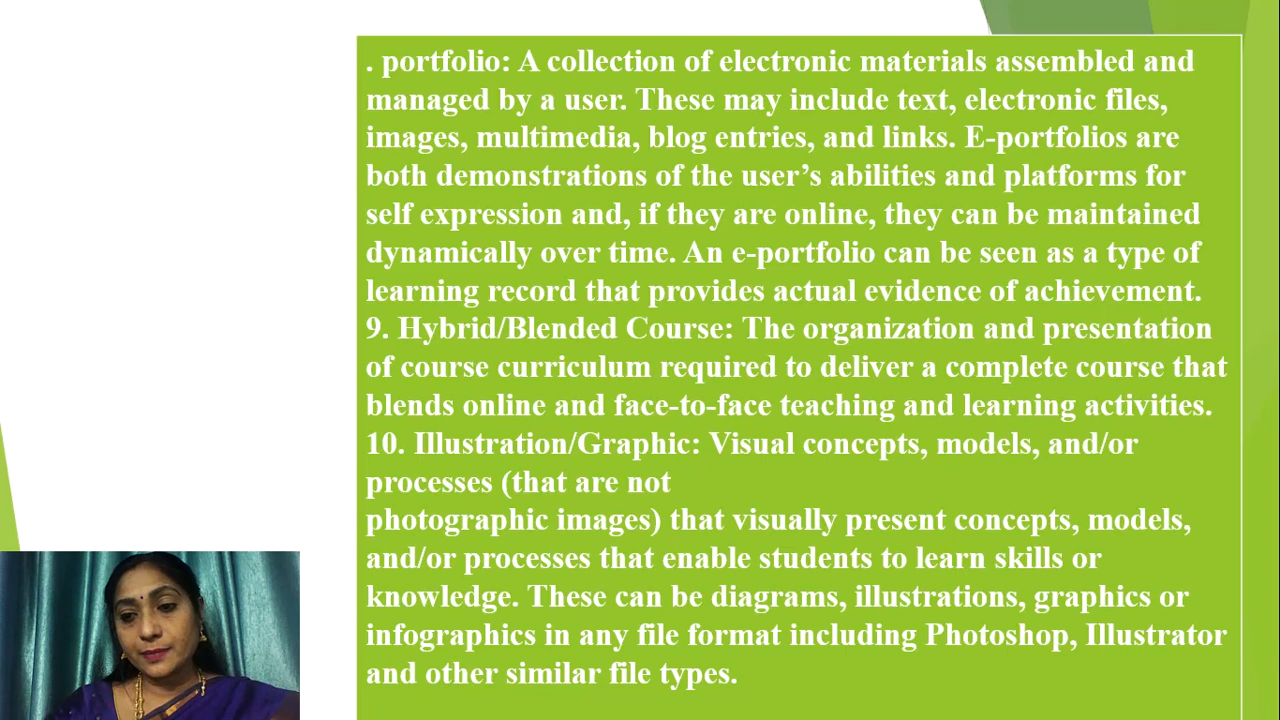 . portfolio: A collection of electronic materials assembled and
managed by a user. These may include text, electronic files,
images, multimedia, blog entries, and links. E-portfolios are
both demonstrations of the user’s abilities and platforms for
self expression and, if they are online, they can be maintained
dynamically over time. An e-portfolio can be seen as a type of
learning record that provides actual evidence of achievement.
9. Hybrid/Blended Course: The organization and presentation
of course curriculum required to deliver a complete course that
blends online and face-to-face teaching and learning activities.
10. Illustration/Graphic: Visual concepts, models, and/or
processes (that are not
photographic images) that visually present concepts, models,
and/or processes that enable students to learn skills or
knowledge. These can be diagrams, illustrations, graphics or
infographics in any file format including Photoshop, Illustrator
and other similar file types.